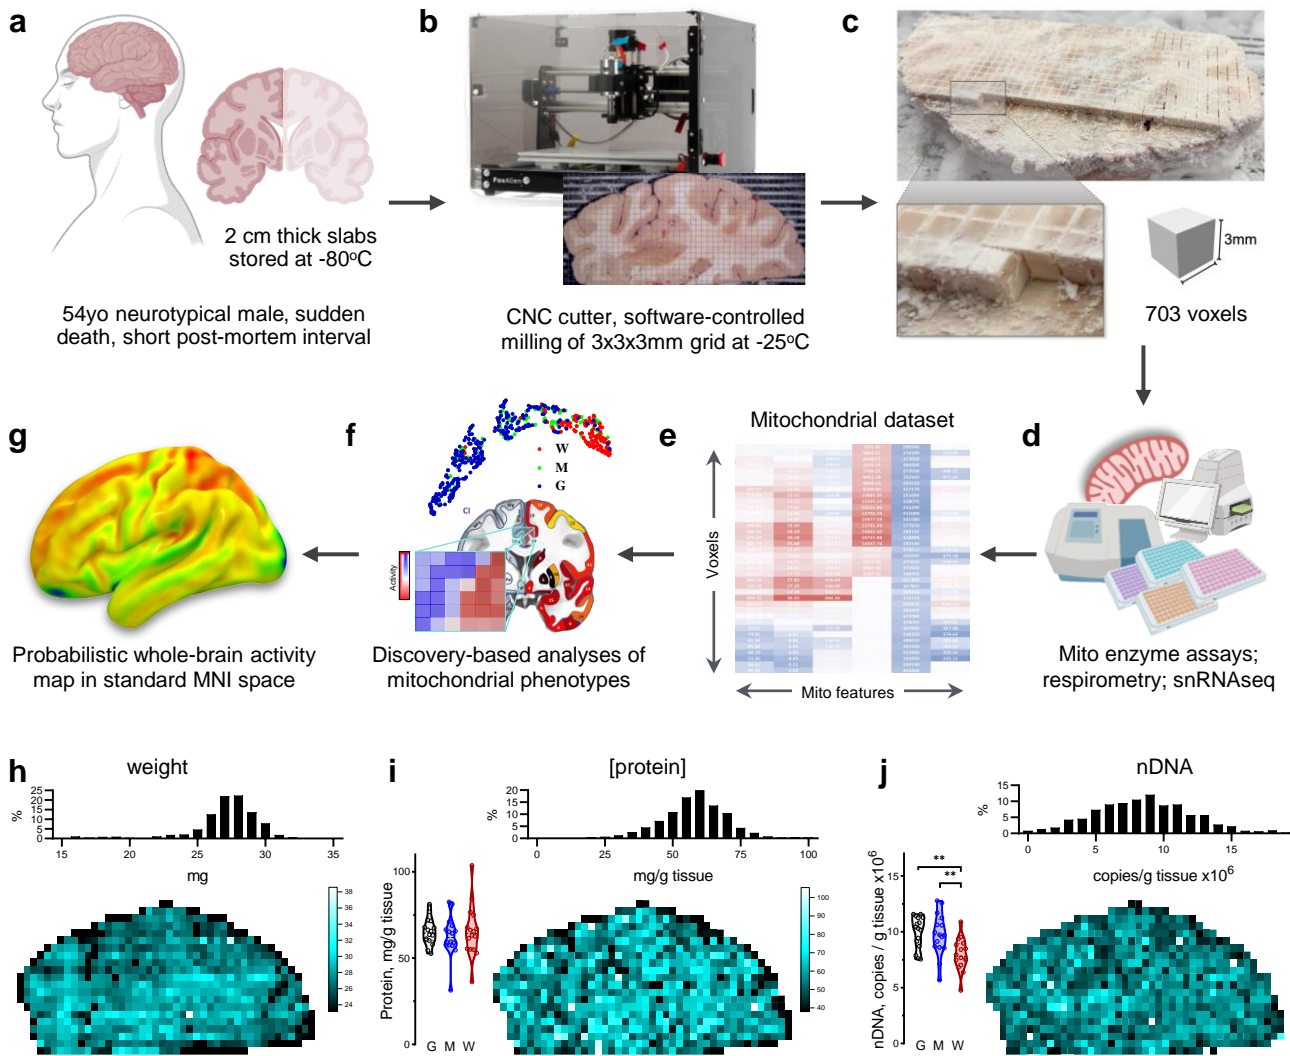 a
2 cm thick slabs
stored at -80°C
54yo neurotypical male, sudden
death, short post-mortem interval
b
FoxAlien
CNC cutter, software-controlled
milling of 3x3x3mm grid at -25°C
c
3mm
703 voxels
g
Probabilistic whole-brain activity
map in standard MNI space
f
W
M
G
CI
Activity
Discovery-based analyses of
mitochondrial phenotypes
e
Mitochondrial dataset
Voxels
Mito features
d
Mito enzyme assays;
respirometry; snRNAseq
h
weight
25
20
15
10
5
0
%
15
20
25
30
35
mg
38
36
34
32
30
28
26
24
i
[protein]
20
15
10
5
0
%
0
25
50
75
100
mg/g tissue
100
50
0
Protein, mg/g tissue
G M W
100
90
80
70
60
50
40
j
nDNA
15
10
5
0
%
0
5
10
15
copies/g tissue x10⁶
15
10
5
0
nDNA, copies / g tissue x10⁶
**
**
G M W